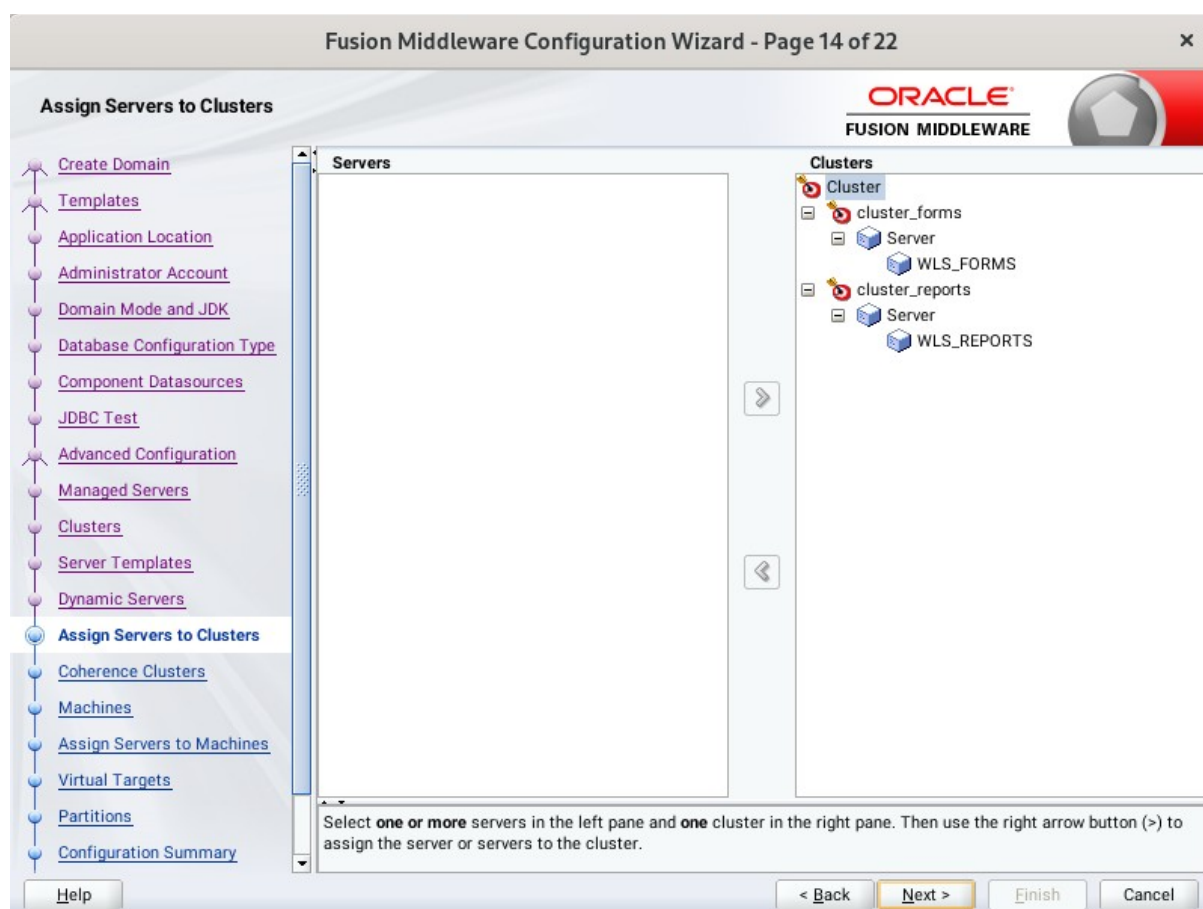 Fusion Middleware Configuration Wizard - Page 14 of 22
Assign Servers to Clusters
ORACLE
FUSION MIDDLEWARE
Create Domain
Templates
Application Location
Administrator Account
Domain Mode and JDK
Database Configuration Type
Component Datasources
JDBC Test
Advanced Configuration
Managed Servers
Clusters
Server Templates
Dynamic Servers
Assign Servers to Clusters
Coherence Clusters
Machines
Assign Servers to Machines
Virtual Targets
Partitions
Configuration Summary
Servers
Clusters
Cluster
cluster_forms
Server
WLS_FORMS
cluster_reports
Server
WLS_REPORTS
Select one or more servers in the left pane and one cluster in the right pane. Then use the right arrow button (>) to
assign the server or servers to the cluster.
Help
< Back
Next >
Finish
Cancel